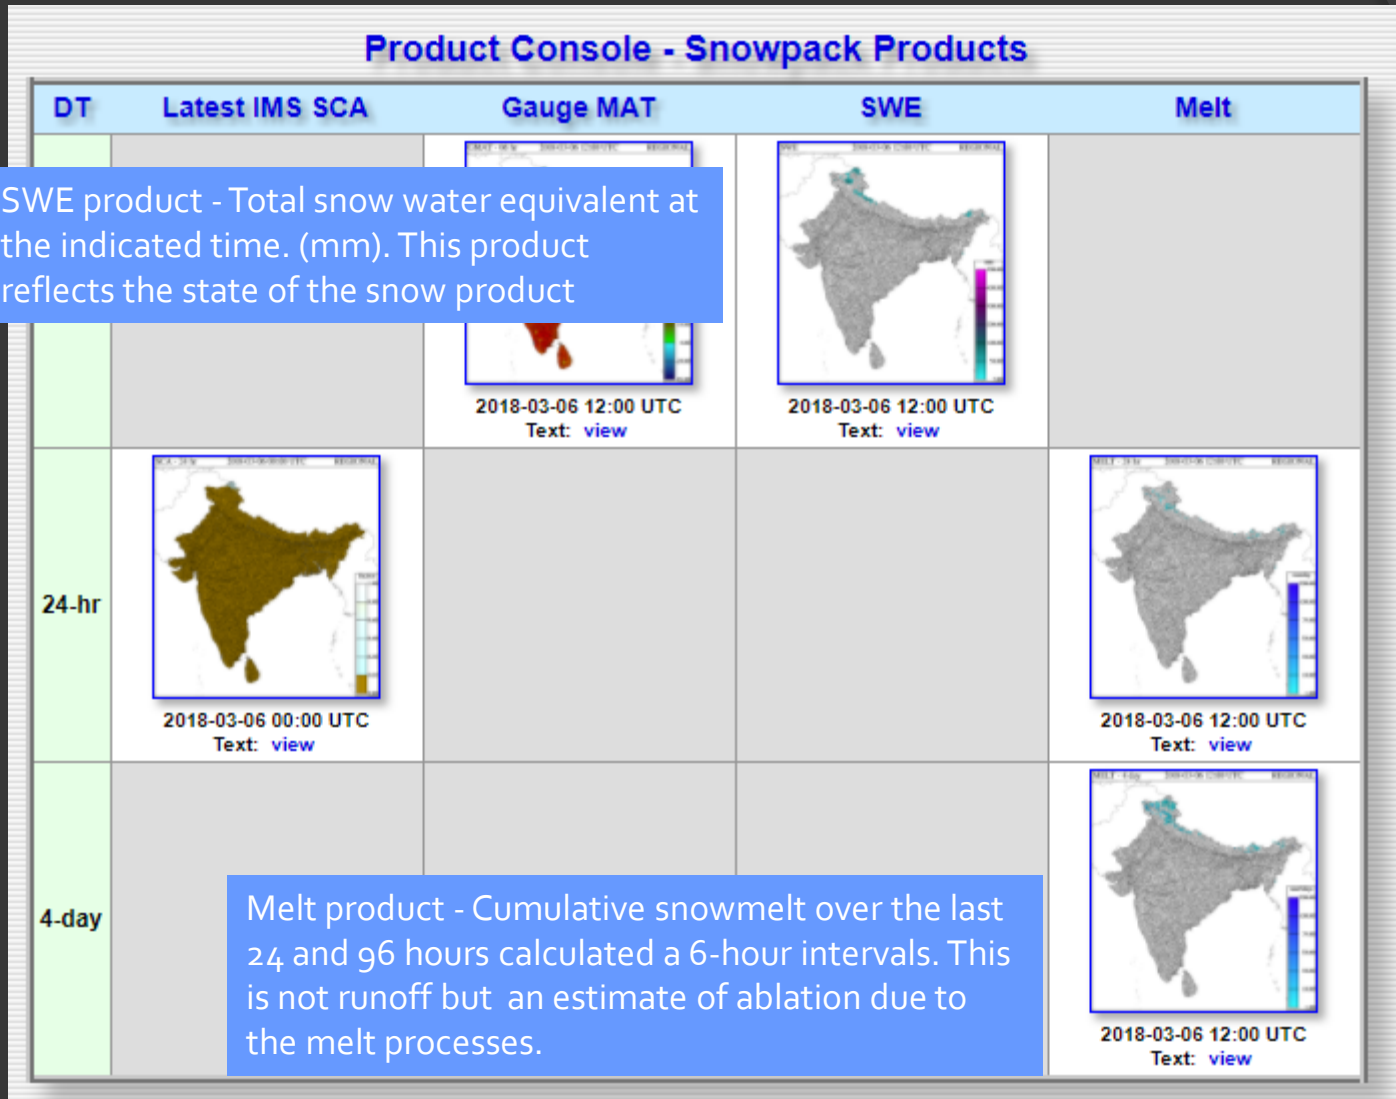 Product Console - Snowpack Products
DT Latest IMS SCA Gauge MAT SWE Melt
SWE product - Total snow water equivalent at
the indicated time. (mm). This product
reflects the state of the snow product
2018-03-06 12:00 UTC
Text: view
2018-03-06 12:00 UTC
Text: view
24-hr
2018-03-06 00:00 UTC
Text: view
2018-03-06 12:00 UTC
Text: view
4-day
Melt product - Cumulative snowmelt over the last
24 and 96 hours calculated a 6-hour intervals. This
is not runoff but an estimate of ablation due to
the melt processes.
2018-03-06 12:00 UTC
Text: view